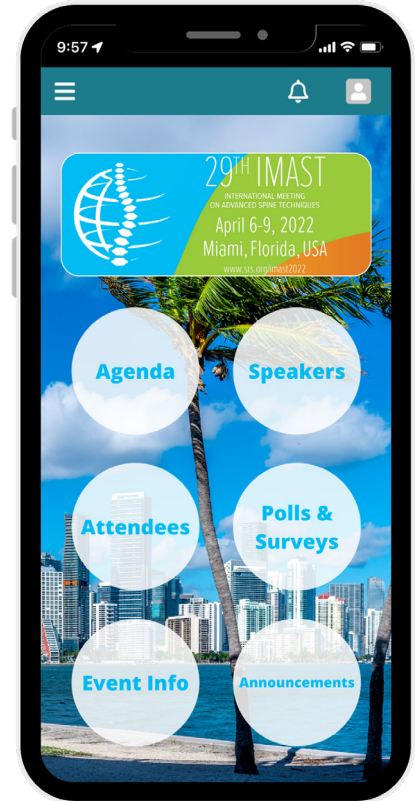 9:57
29TH IMAST
INTERNATIONAL MEETING
ON ADVANCED SPINE TECHNIQUES
April 6-9, 2022
Miami, Florida, USA
www.srs.org/imast2022
Agenda
Speakers
Attendees
Polls &
Surveys
Event Info
Announcements